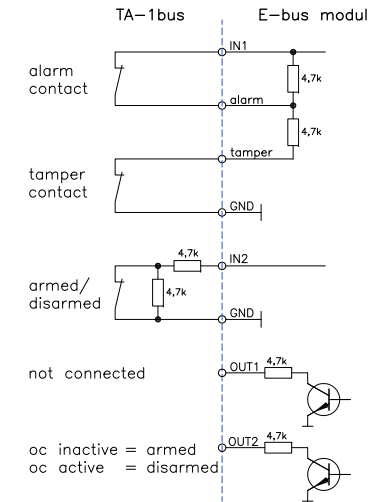 TA-1bus E-bus modul
IN1
alarm
contact
4,7k
alarm
4,7k
tamper
tamper
contact
GND
4,7k
IN2
armed/
disarmed
4,7k
GND
not connected
OUT1
4,7k
oc inactive = armed
oc active = disarmed
OUT2
4,7k